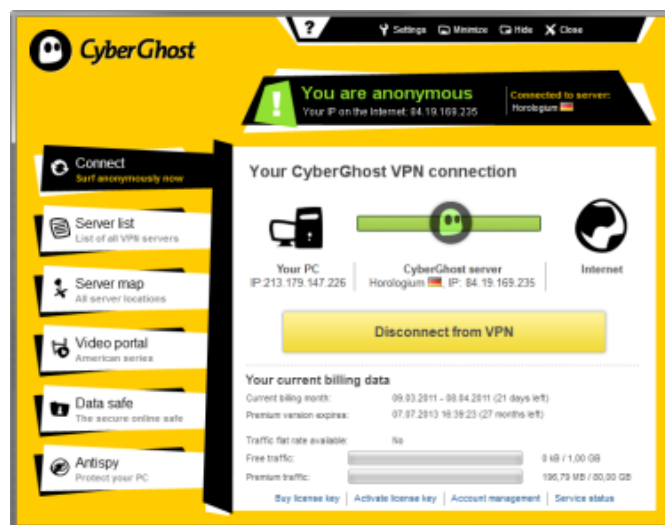 CyberGhost
?
Settings Minimize Hide Close
You are anonymous
Your IP on the Internet: 84.19.169.235
Connected to server:
Horologium
Connect
Surf anonymously now
Server list
List of all VPN servers
Server map
All server locations
Video portal
American series
Data safe
The secure online safe
Antispy
Protect your PC
Your CyberGhost VPN connection
Your PC
IP:213.179.147.226
CyberGhost server
Horologium , IP: 84.19.169.235
Internet
Disconnect from VPN
Your current billing data
Current billing month: 09.03.2011 - 08.04.2011 (21 days left)
Premium version expires: 07.07.2013 16:39:23 (27 months left)
Traffic flat rate available: No
Free traffic: 0 kB / 1,00 GB
Premium traffic: 196,79 MB / 80,00 GB
Buy license key | Activate license key | Account management | Service status